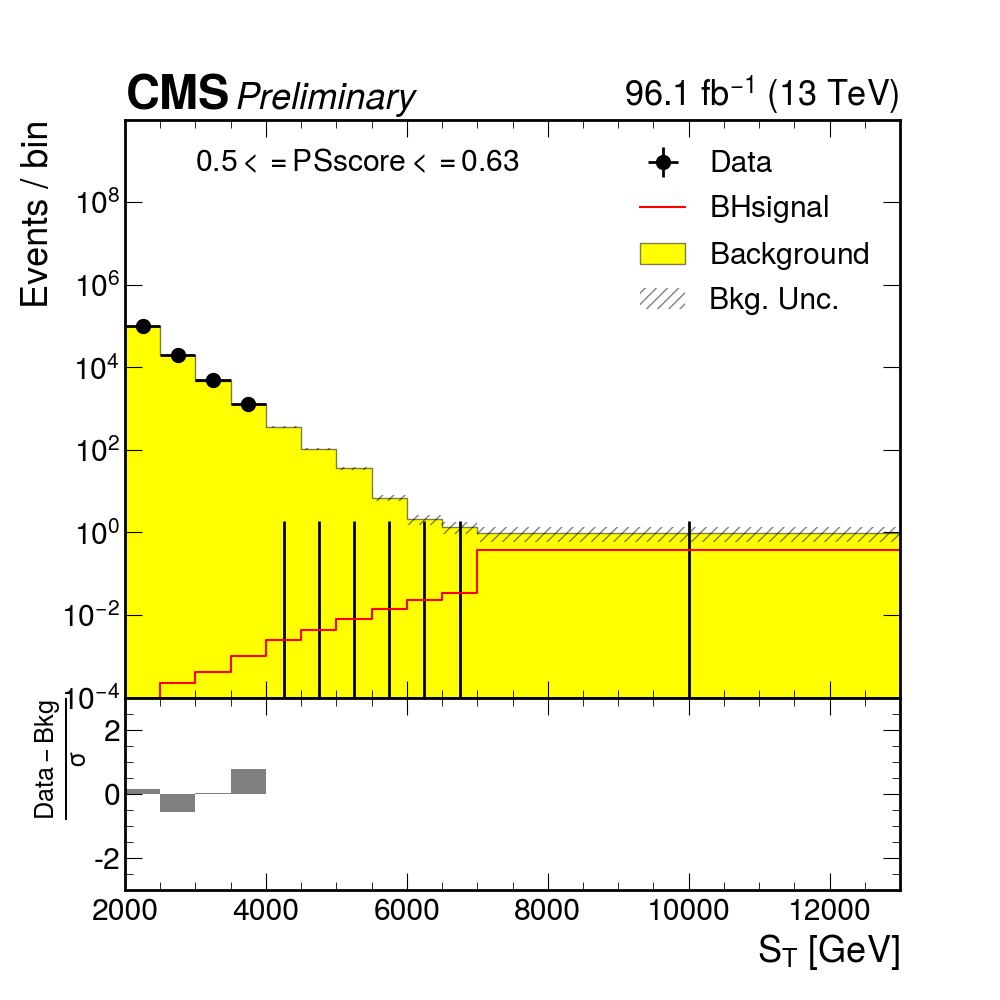 CMS Preliminary
96.1 fb⁻¹ (13 TeV)
Events / bin
0.5 < = PSscore < = 0.63
Data
BHsignal
Background
Bkg. Unc.
10⁸
10⁶
10⁴
10²
10⁰
10⁻²
10⁻⁴
Data – Bkg
σ
2
0
-2
2000 4000 6000 8000 10000 12000
S_T [GeV]